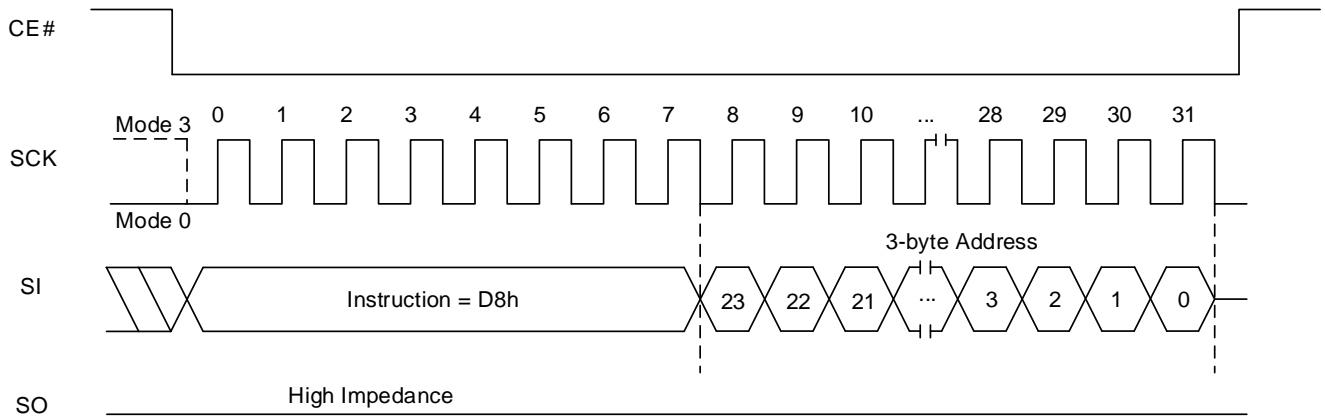 CE#
0 1 2 3 4 5 6 7 8 9 10 ... 28 29 30 31
Mode 3
SCK
Mode 0
3-byte Address
SI
Instruction = D8h
23 22 21 ... 3 2 1 0
High Impedance
SO